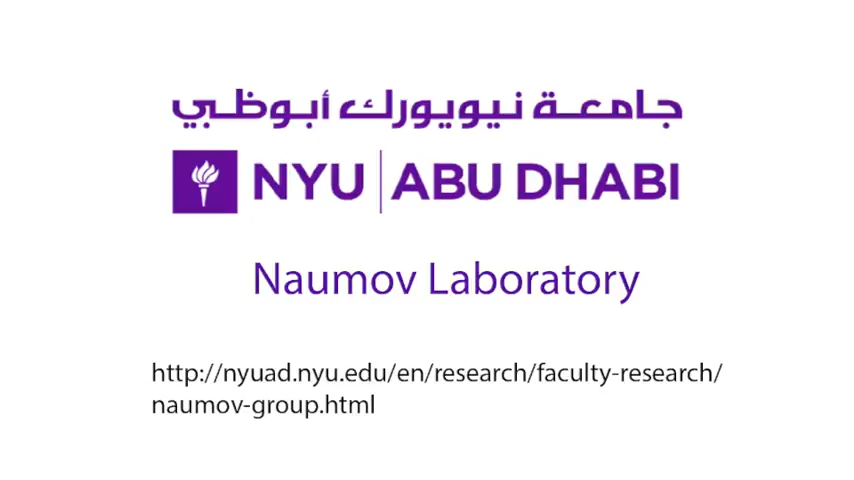 جامعة نيويورك أبوظبي
NYU ABU DHABI
Naumov Laboratory
http://nyuad.nyu.edu/en/research/faculty-research/
naumov-group.html